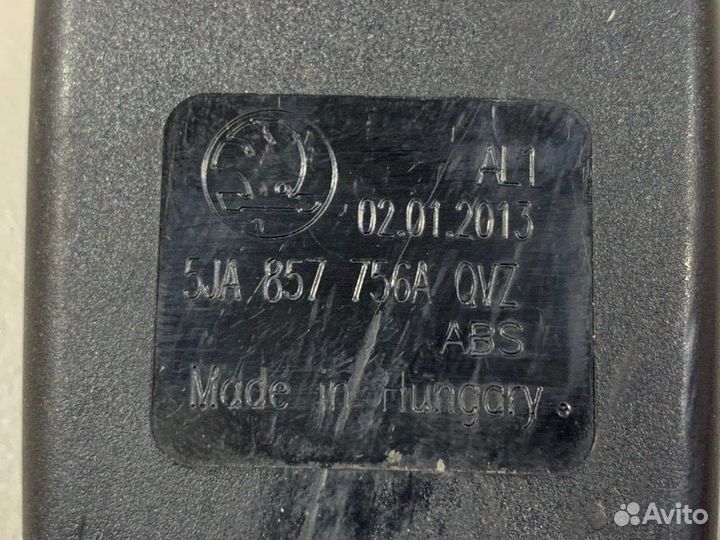 AL1
02.01.2013
5JA 857 756A QVZ
ABS
Made in Hungary.
Avito